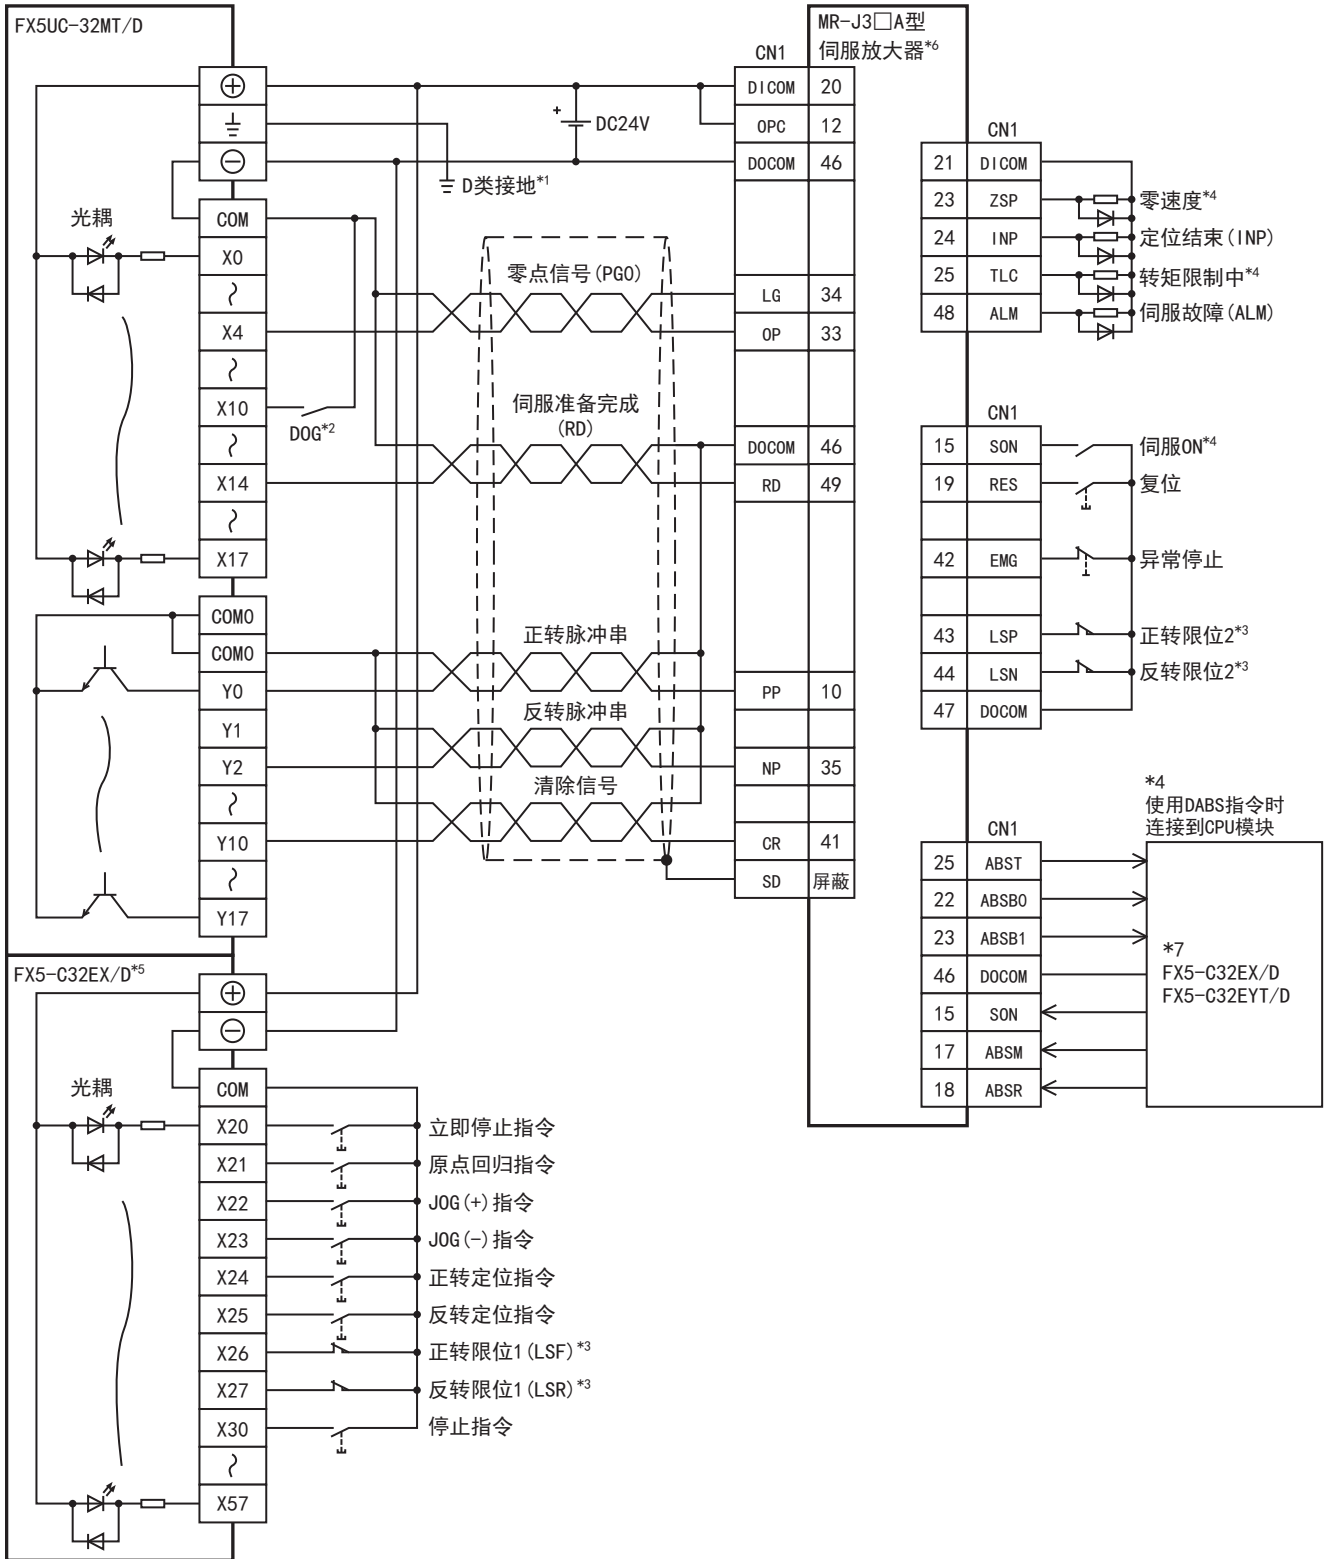 FX5UC-32MT/D
MR-J3□A型
伺服放大器*6
CN1
DICOM 20
OPC 12
DOCOM 46
+
DC24V
D类接地*1
光耦
COM
X0
X4
X10
X14
X17
DOG*2
零点信号(PG0)
LG 34
OP 33
伺服准备完成
(RD)
DOCOM 46
RD 49
COM0
COM0
Y0
Y1
Y2
Y10
Y17
正转脉冲串
PP 10
反转脉冲串
NP 35
清除信号
CR 41
SD 屏蔽
CN1
21 DICOM
23 ZSP 零速度*4
24 INP 定位结束(INP)
25 TLC 转矩限制中*4
48 ALM 伺服故障(ALM)
CN1
15 SON 伺服ON*4
19 RES 复位
42 EMG 异常停止
43 LSP 正转限位2*3
44 LSN 反转限位2*3
47 DOCOM
*4
使用DABS指令时
连接到CPU模块
CN1
25 ABST
22 ABSB0
23 ABSB1
46 DOCOM
15 SON
17 ABSM
18 ABSR
*7
FX5-C32EX/D
FX5-C32EYT/D
FX5-C32EX/D*5
光耦
COM
X20 立即停止指令
X21 原点回归指令
X22 JOG(+)指令
X23 JOG(-)指令
X24 正转定位指令
X25 反转定位指令
X26 正转限位1(LSF)*3
X27 反转限位1(LSR)*3
X30 停止指令
X57